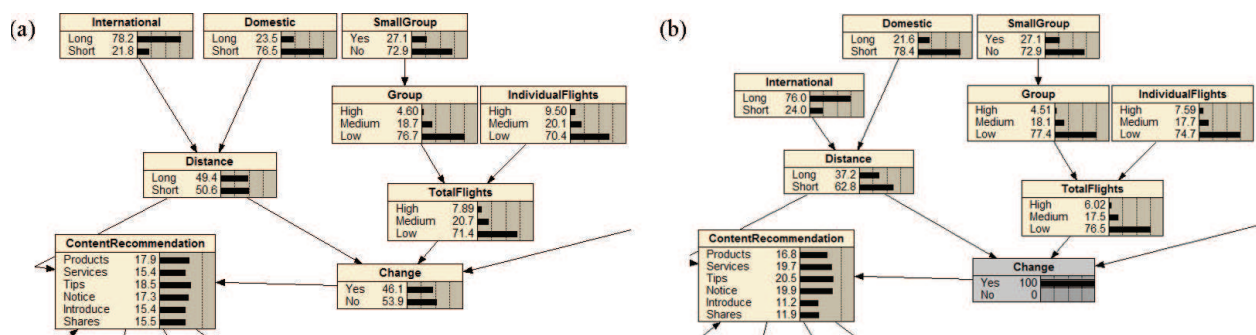 (a)
International
Long 78.2
Short 21.8
Domestic
Long 23.5
Short 76.5
SmallGroup
Yes 27.1
No 72.9
Group
High 4.60
Medium 18.7
Low 76.7
IndividualFlights
High 9.50
Medium 20.1
Low 70.4
Distance
Long 49.4
Short 50.6
TotalFlights
High 7.89
Medium 20.7
Low 71.4
ContentRecommendation
Products 17.9
Services 15.4
Tips 18.5
Notice 17.3
Introduce 15.4
Shares 15.5
Change
Yes 46.1
No 53.9
(b)
Domestic
Long 21.6
Short 78.4
SmallGroup
Yes 27.1
No 72.9
International
Long 76.0
Short 24.0
Group
High 4.51
Medium 18.1
Low 77.4
IndividualFlights
High 7.59
Medium 17.7
Low 74.7
Distance
Long 37.2
Short 62.8
TotalFlights
High 6.02
Medium 17.5
Low 76.5
ContentRecommendation
Products 16.8
Services 19.7
Tips 20.5
Notice 19.9
Introduce 11.2
Shares 11.9
Change
Yes 100
No 0